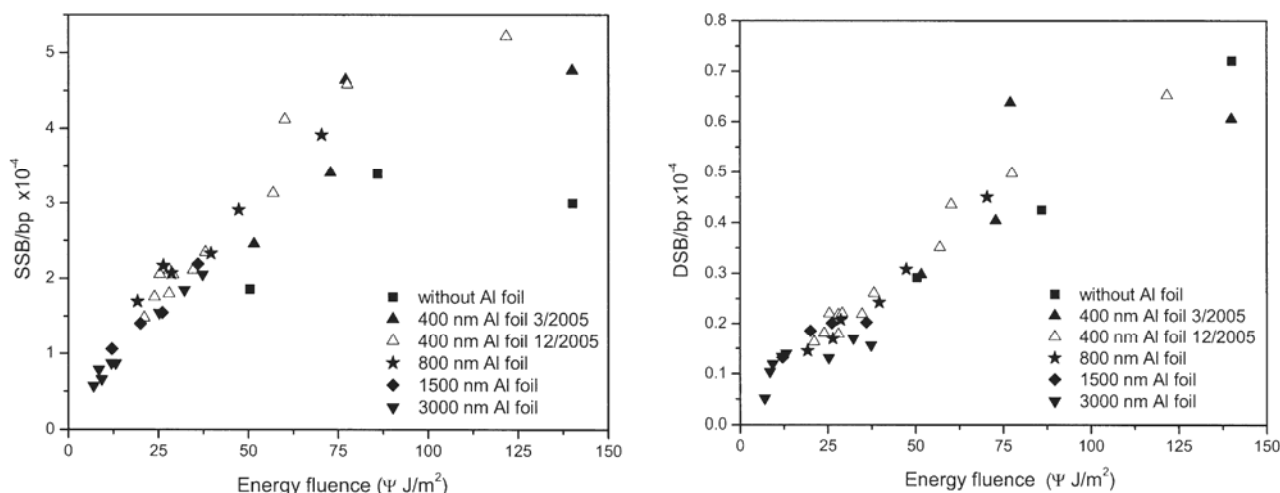 5
4
3
2
1
0
SSB/bp x10⁻⁴
0 25 50 75 100 125 150
Energy fluence (Ψ J/m²)
without Al foil
400 nm Al foil 3/2005
400 nm Al foil 12/2005
800 nm Al foil
1500 nm Al foil
3000 nm Al foil
0.8
0.7
0.6
0.5
0.4
0.3
0.2
0.1
0.0
DSB/bp x10⁻⁴
0 25 50 75 100 125 150
Energy fluence (Ψ J/m²)
without Al foil
400 nm Al foil 3/2005
400 nm Al foil 12/2005
800 nm Al foil
1500 nm Al foil
3000 nm Al foil